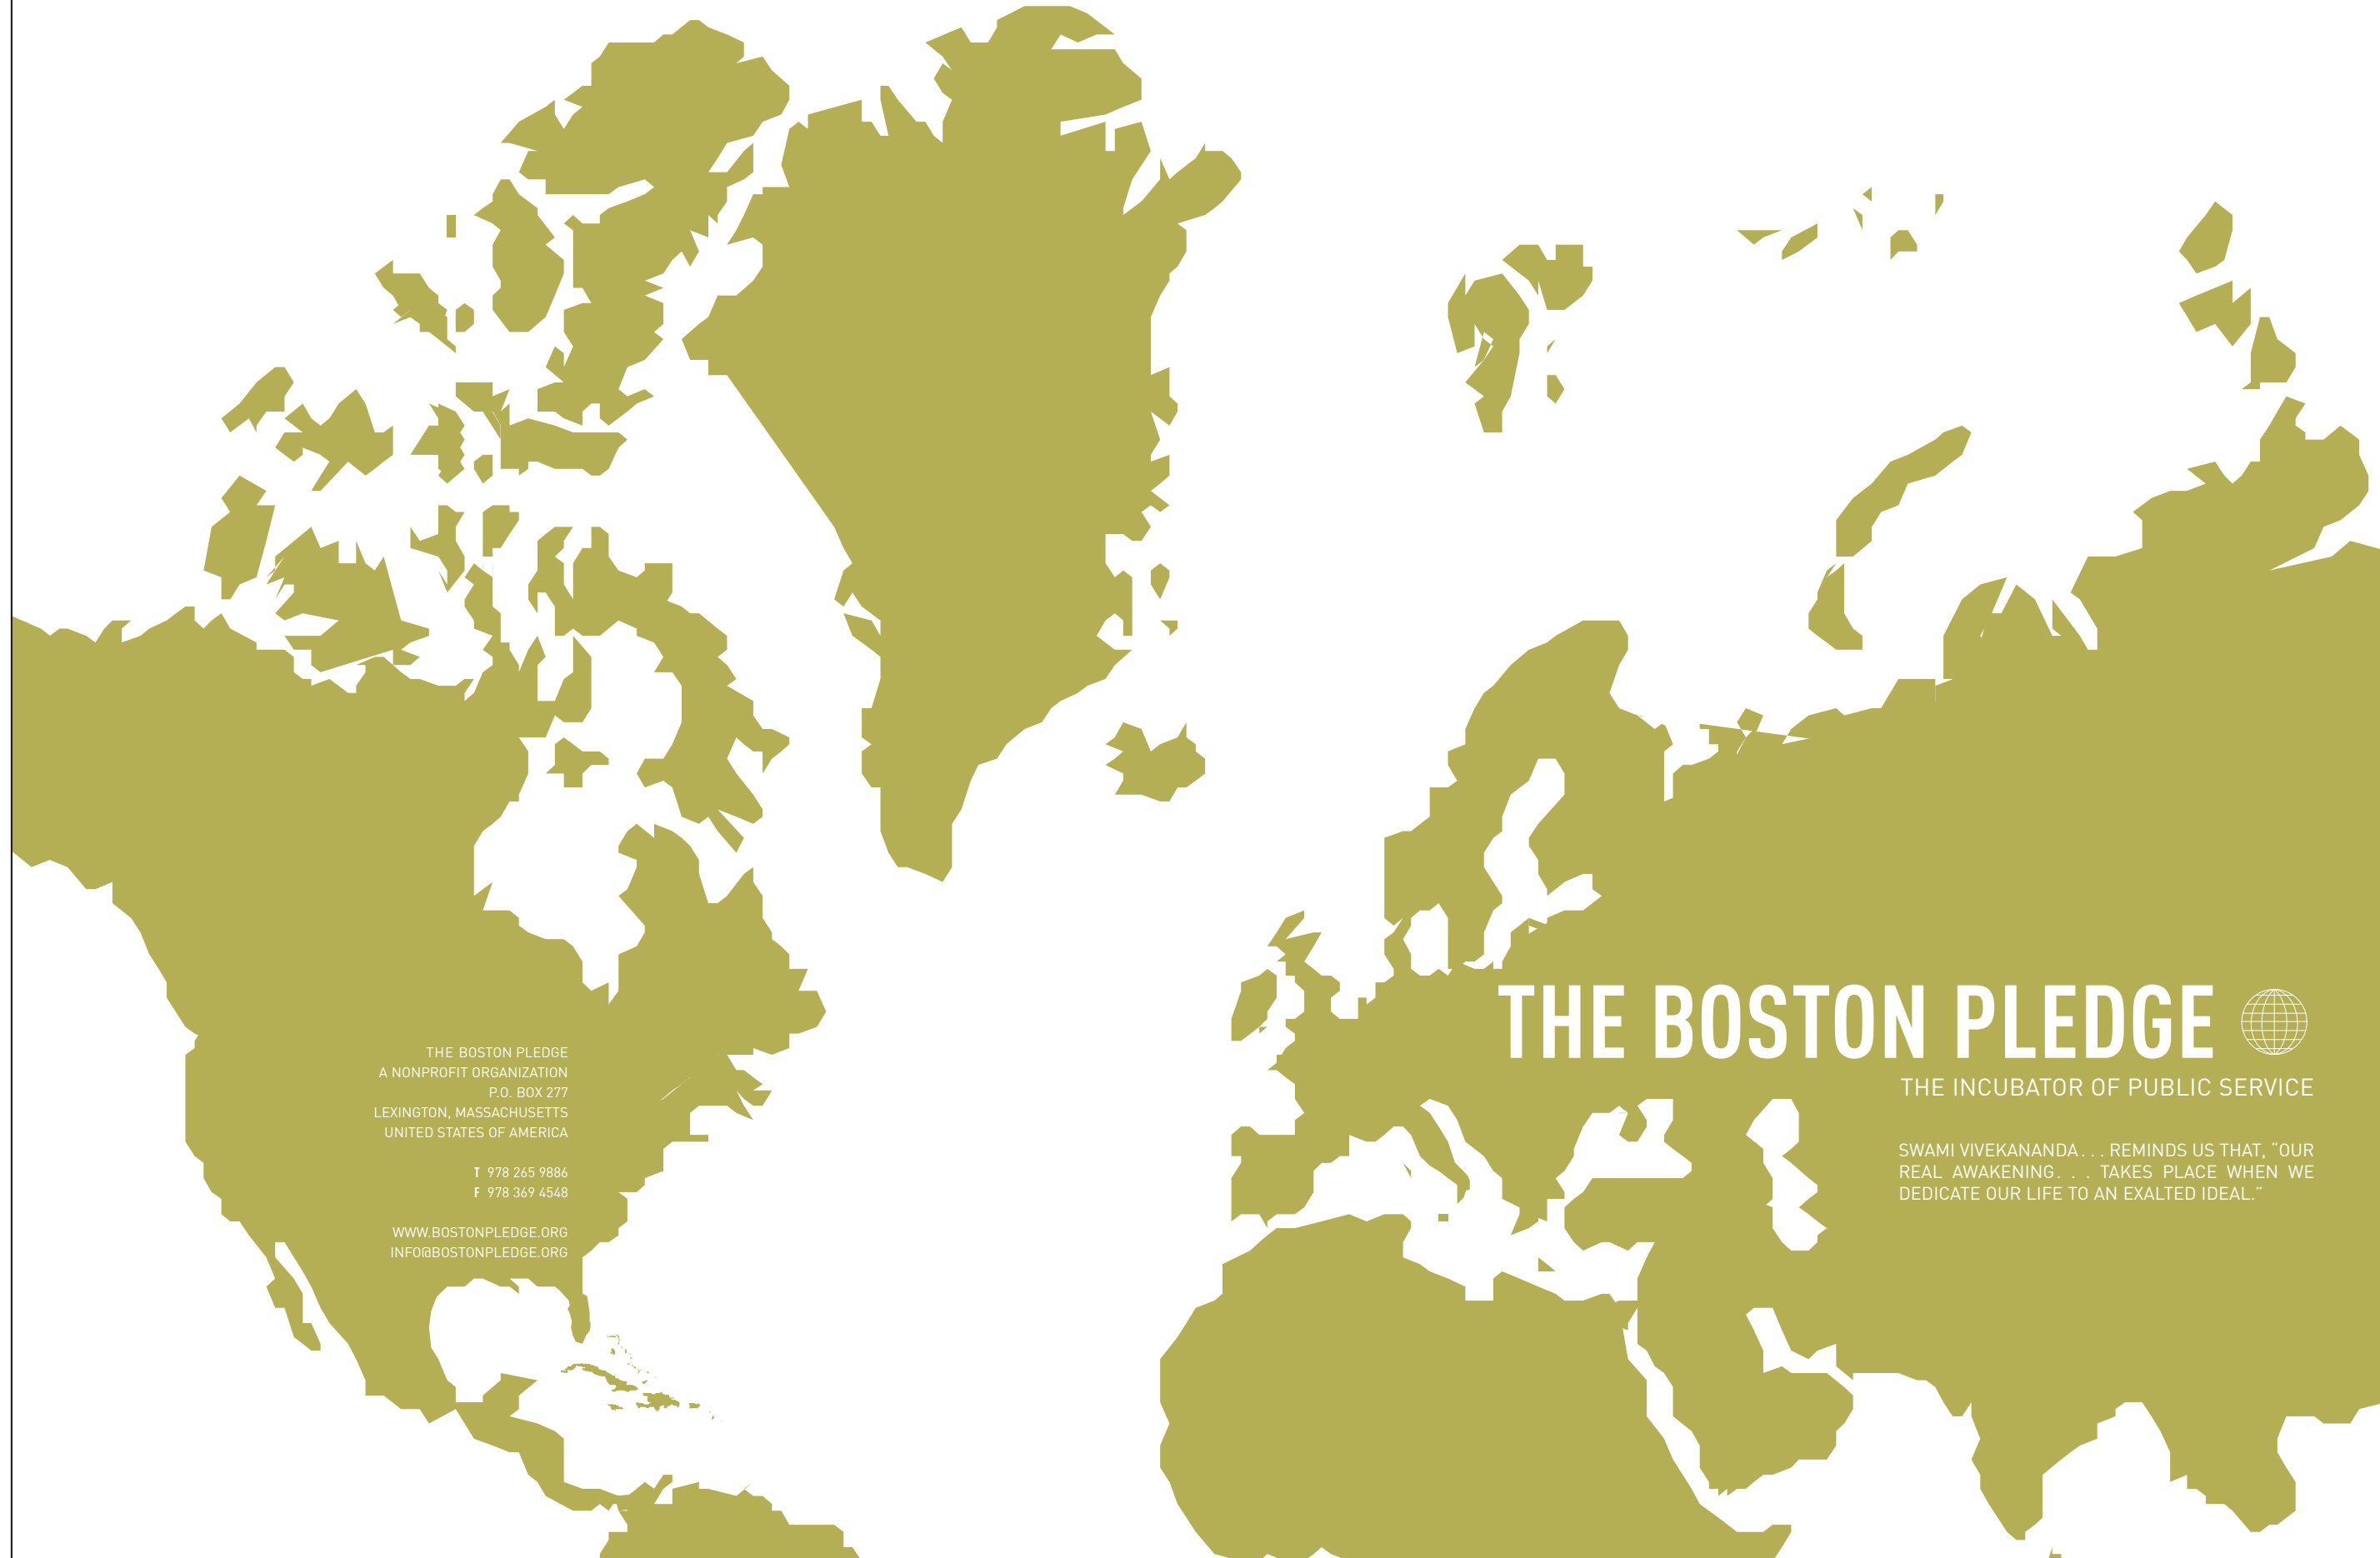 THE BOSTON PLEDGE
A NONPROFIT ORGANIZATION
P.O. BOX 277
LEXINGTON, MASSACHUSETTS
UNITED STATES OF AMERICA
T 978 265 9886
F 978 369 4548
WWW.BOSTONPLEDGE.ORG
INFO@BOSTONPLEDGE.ORG
THE BOSTON PLEDGE
THE INCUBATOR OF PUBLIC SERVICE
SWAMI VIVEKANANDA... REMINDS US THAT, "OUR
REAL AWAKENING... TAKES PLACE WHEN WE
DEDICATE OUR LIFE TO AN EXALTED IDEAL."